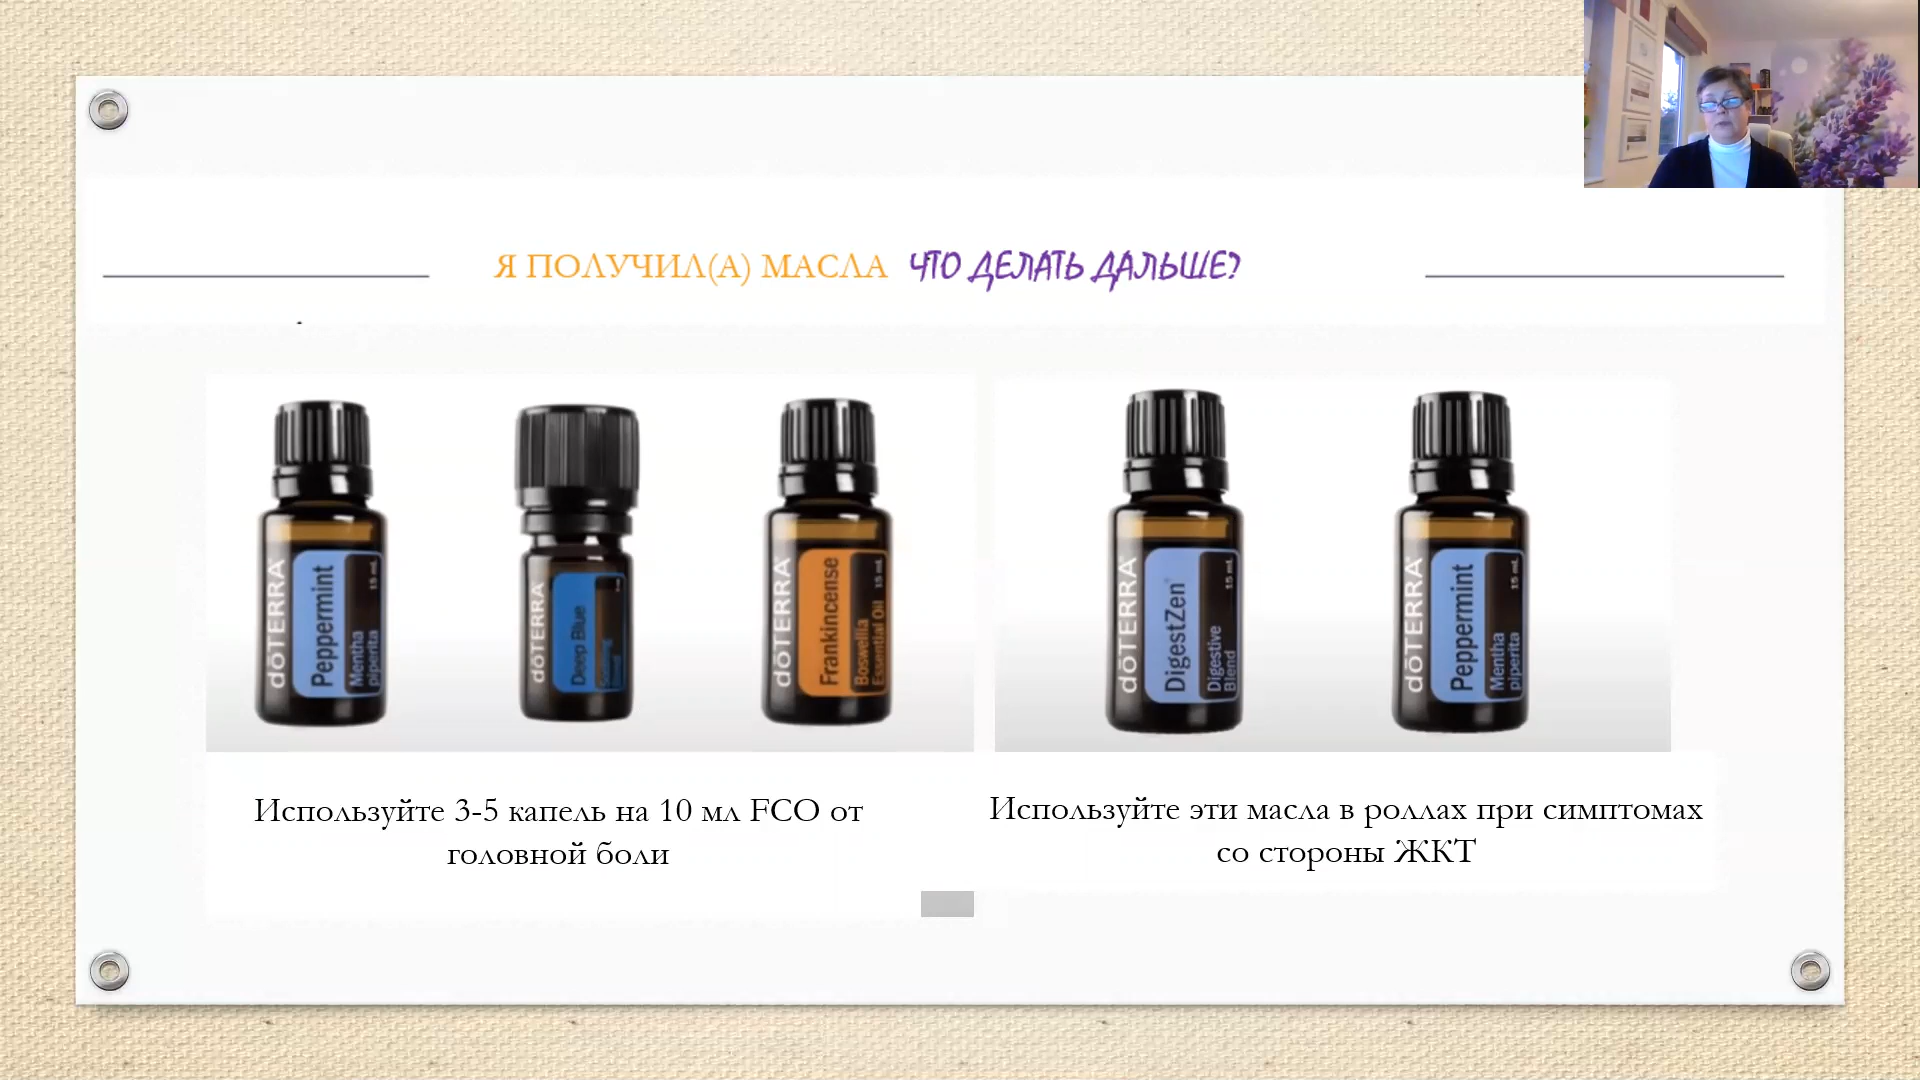 Я ПОЛУЧИЛ(А) МАСЛА ЧТО ДЕЛАТЬ ДАЛЬШЕ?
dōTERRA
Peppermint
Mentha
piperita
15 mL
dōTERRA
Deep Blue
dōTERRA
Frankincense
Boswellia
Essential Oil
15 mL
dōTERRA
DigestZen
Digestive
Blend
15 mL
dōTERRA
Peppermint
Mentha
piperita
15 mL
Используйте 3-5 капель на 10 мл FCO от
головной боли
Используйте эти масла в роллах при симптомах
со стороны ЖКТ